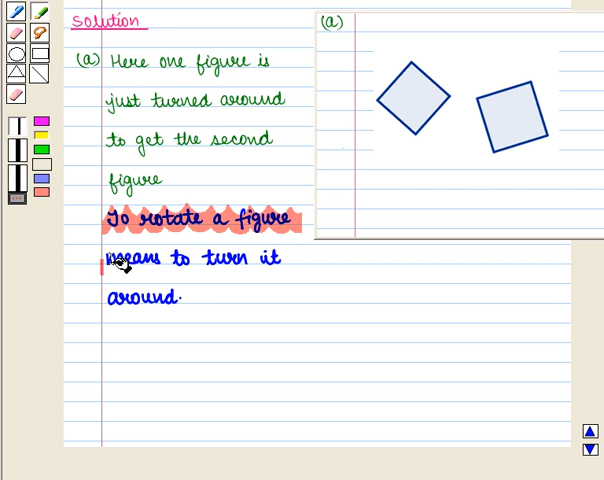 Solution
(a) Here one figure is
just turned around
to get the second
figure
To rotate a figure
means to turn it
around.
(a)